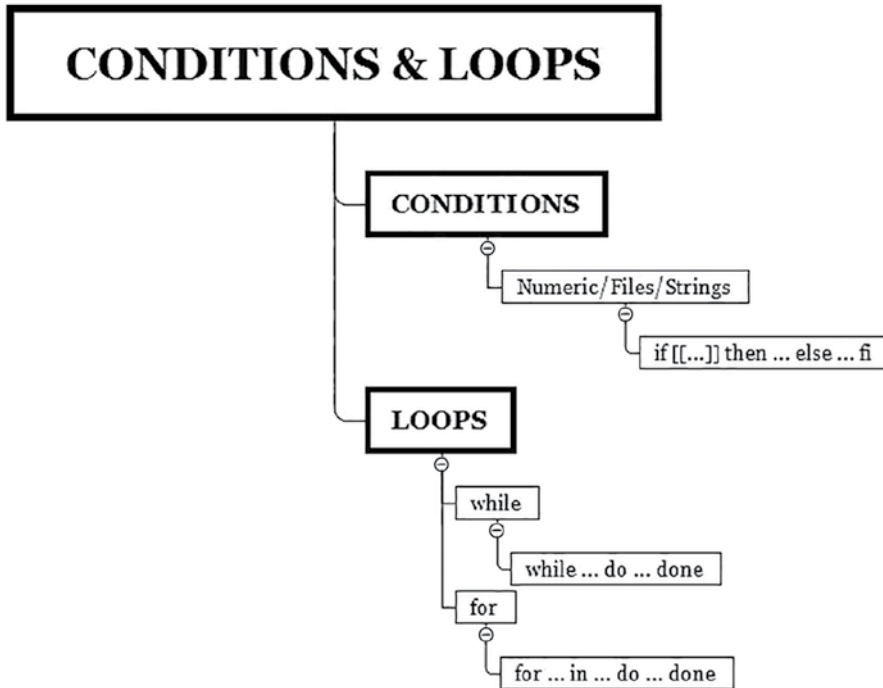 CONDITIONS & LOOPS
CONDITIONS
Numeric/Files/Strings
if [[...]] then ... else ... fi
LOOPS
while
while ... do ... done
for
for ... in ... do ... done